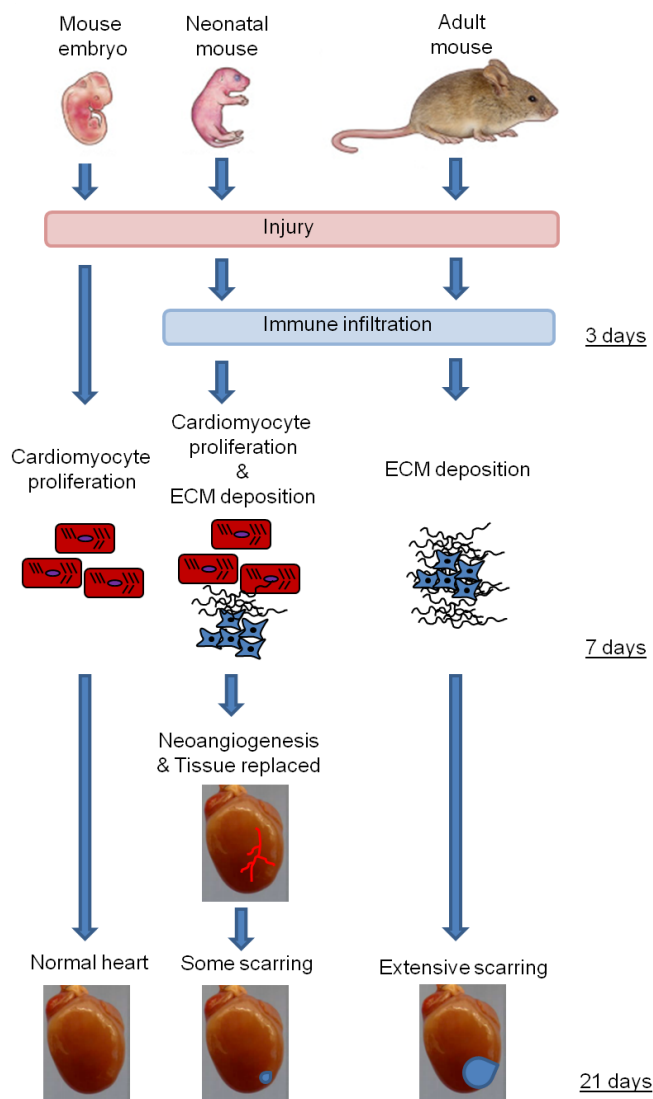 Mouse
embryo
Neonatal
mouse
Adult
mouse
Injury
Immune infiltration
3 days
Cardiomyocyte
proliferation
Cardiomyocyte
proliferation
&
ECM deposition
ECM deposition
7 days
Neoangiogenesis
& Tissue replaced
Normal heart
Some scarring
Extensive scarring
21 days